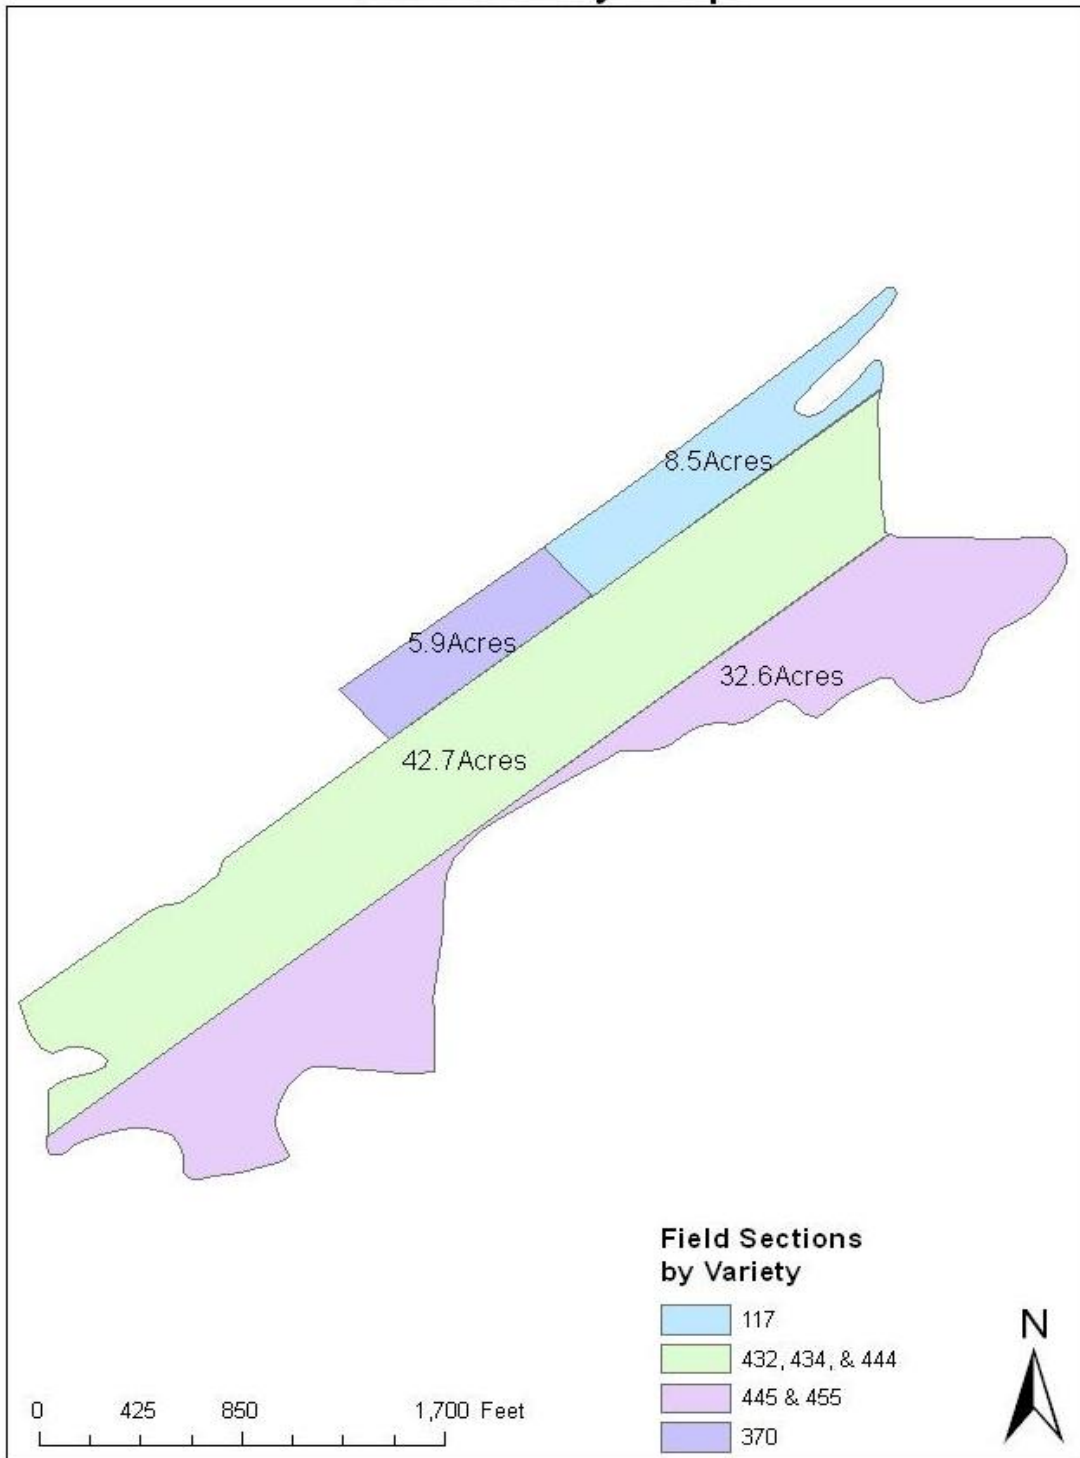 8.5Acres
5.9Acres
32.6Acres
42.7Acres
Field Sections
by Variety
117
432, 434, & 444
445 & 455
370
N
0 425 850 1,700 Feet